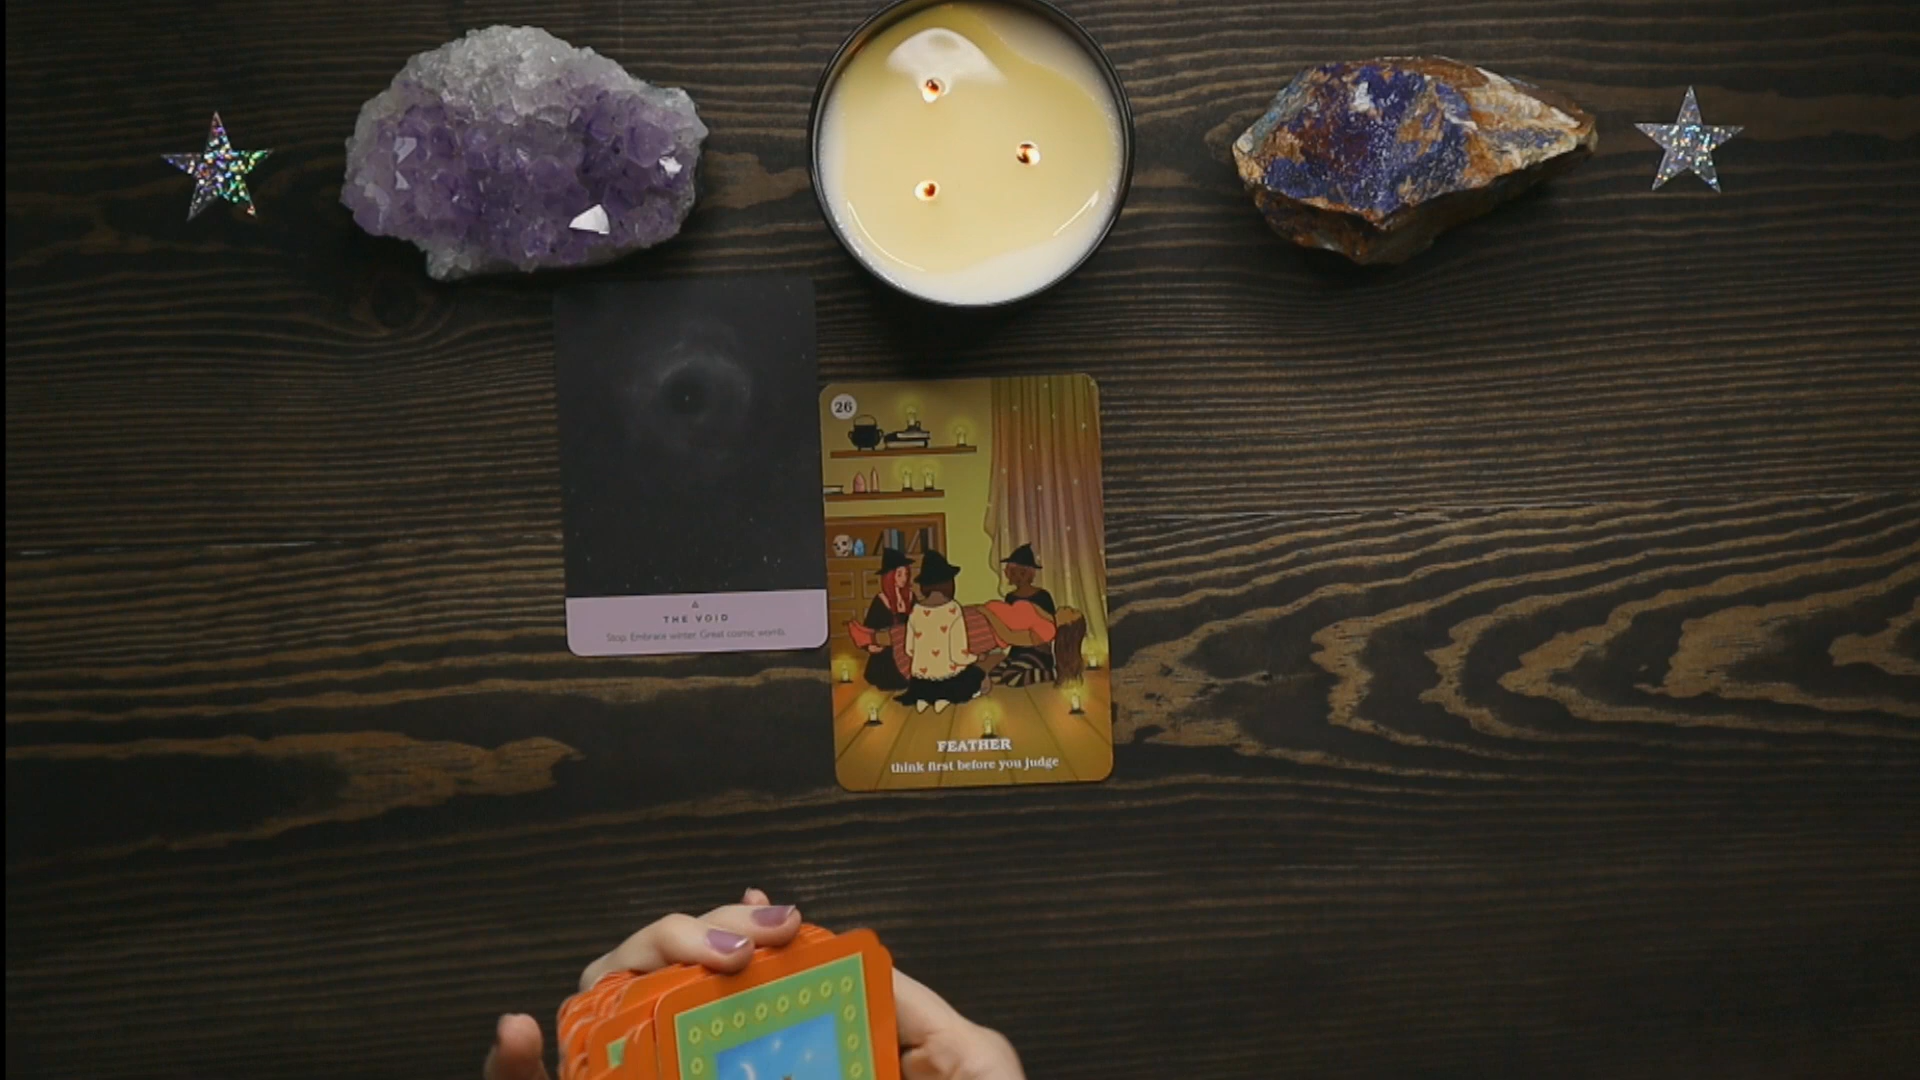 26
THE VOID
Stop. Embrace winter. Great cosmic womb.
FEATHER
think first before you judge